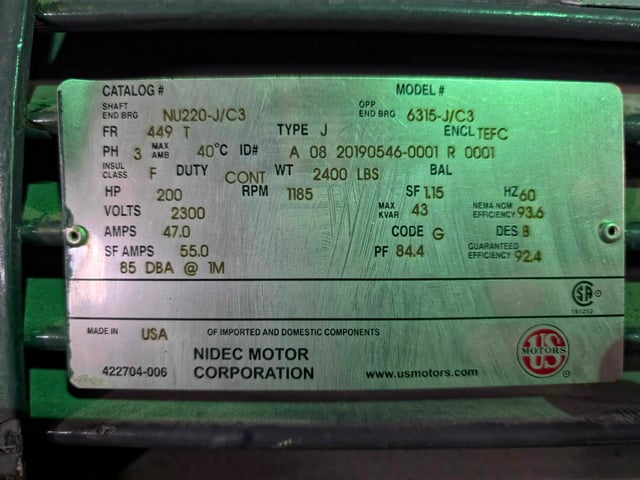 CATALOG # MODEL #
SHAFT END BRG NU220-J/C3 OPP END BRG 6315-J/C3
FR 449 T TYPE J ENCL TEFC
PH 3 MAX AMB 40°C ID# A 08 20190546-0001 R 0001
INSUL CLASS F DUTY CONT WT 2400 LBS BAL
HP 200 RPM 1185 SF 1.15 HZ 60
VOLTS 2300 MAX KVAR 43 NEMA NOM EFFICIENCY 93.6
AMPS 47.0 CODE G DES B
SF AMPS 55.0 PF 84.4 GUARANTEED EFFICIENCY 92.4
85 DBA @ 1M
SA
191252
MADE IN USA OF IMPORTED AND DOMESTIC COMPONENTS
US MOTORS
NIDEC MOTOR
422704-006 CORPORATION www.usmotors.com